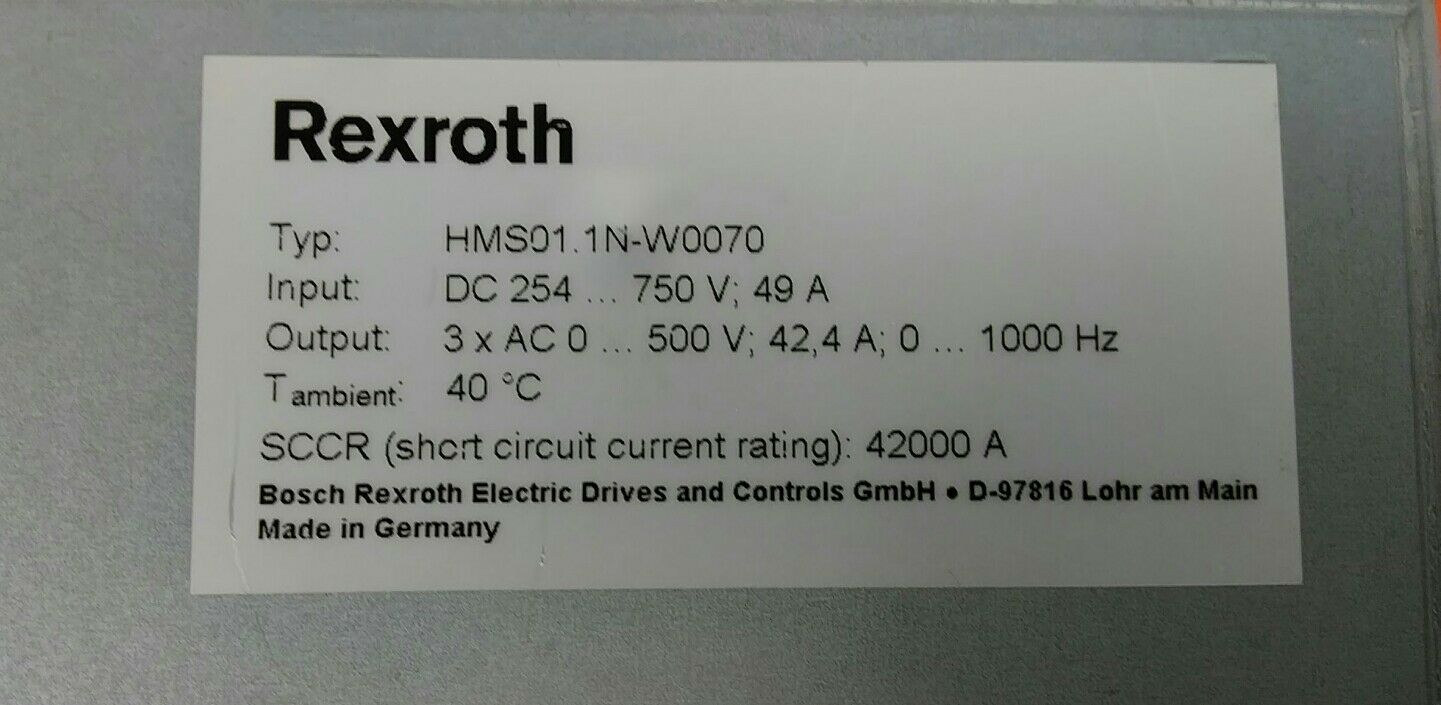 Rexroth
Typ: HMS01.1N-W0070
Input: DC 254 ... 750 V; 49 A
Output: 3 x AC 0 ... 500 V; 42,4 A; 0 ... 1000 Hz
T ambient: 40 °C
SCCR (short circuit current rating): 42000 A
Bosch Rexroth Electric Drives and Controls GmbH • D-97816 Lohr am Main
Made in Germany